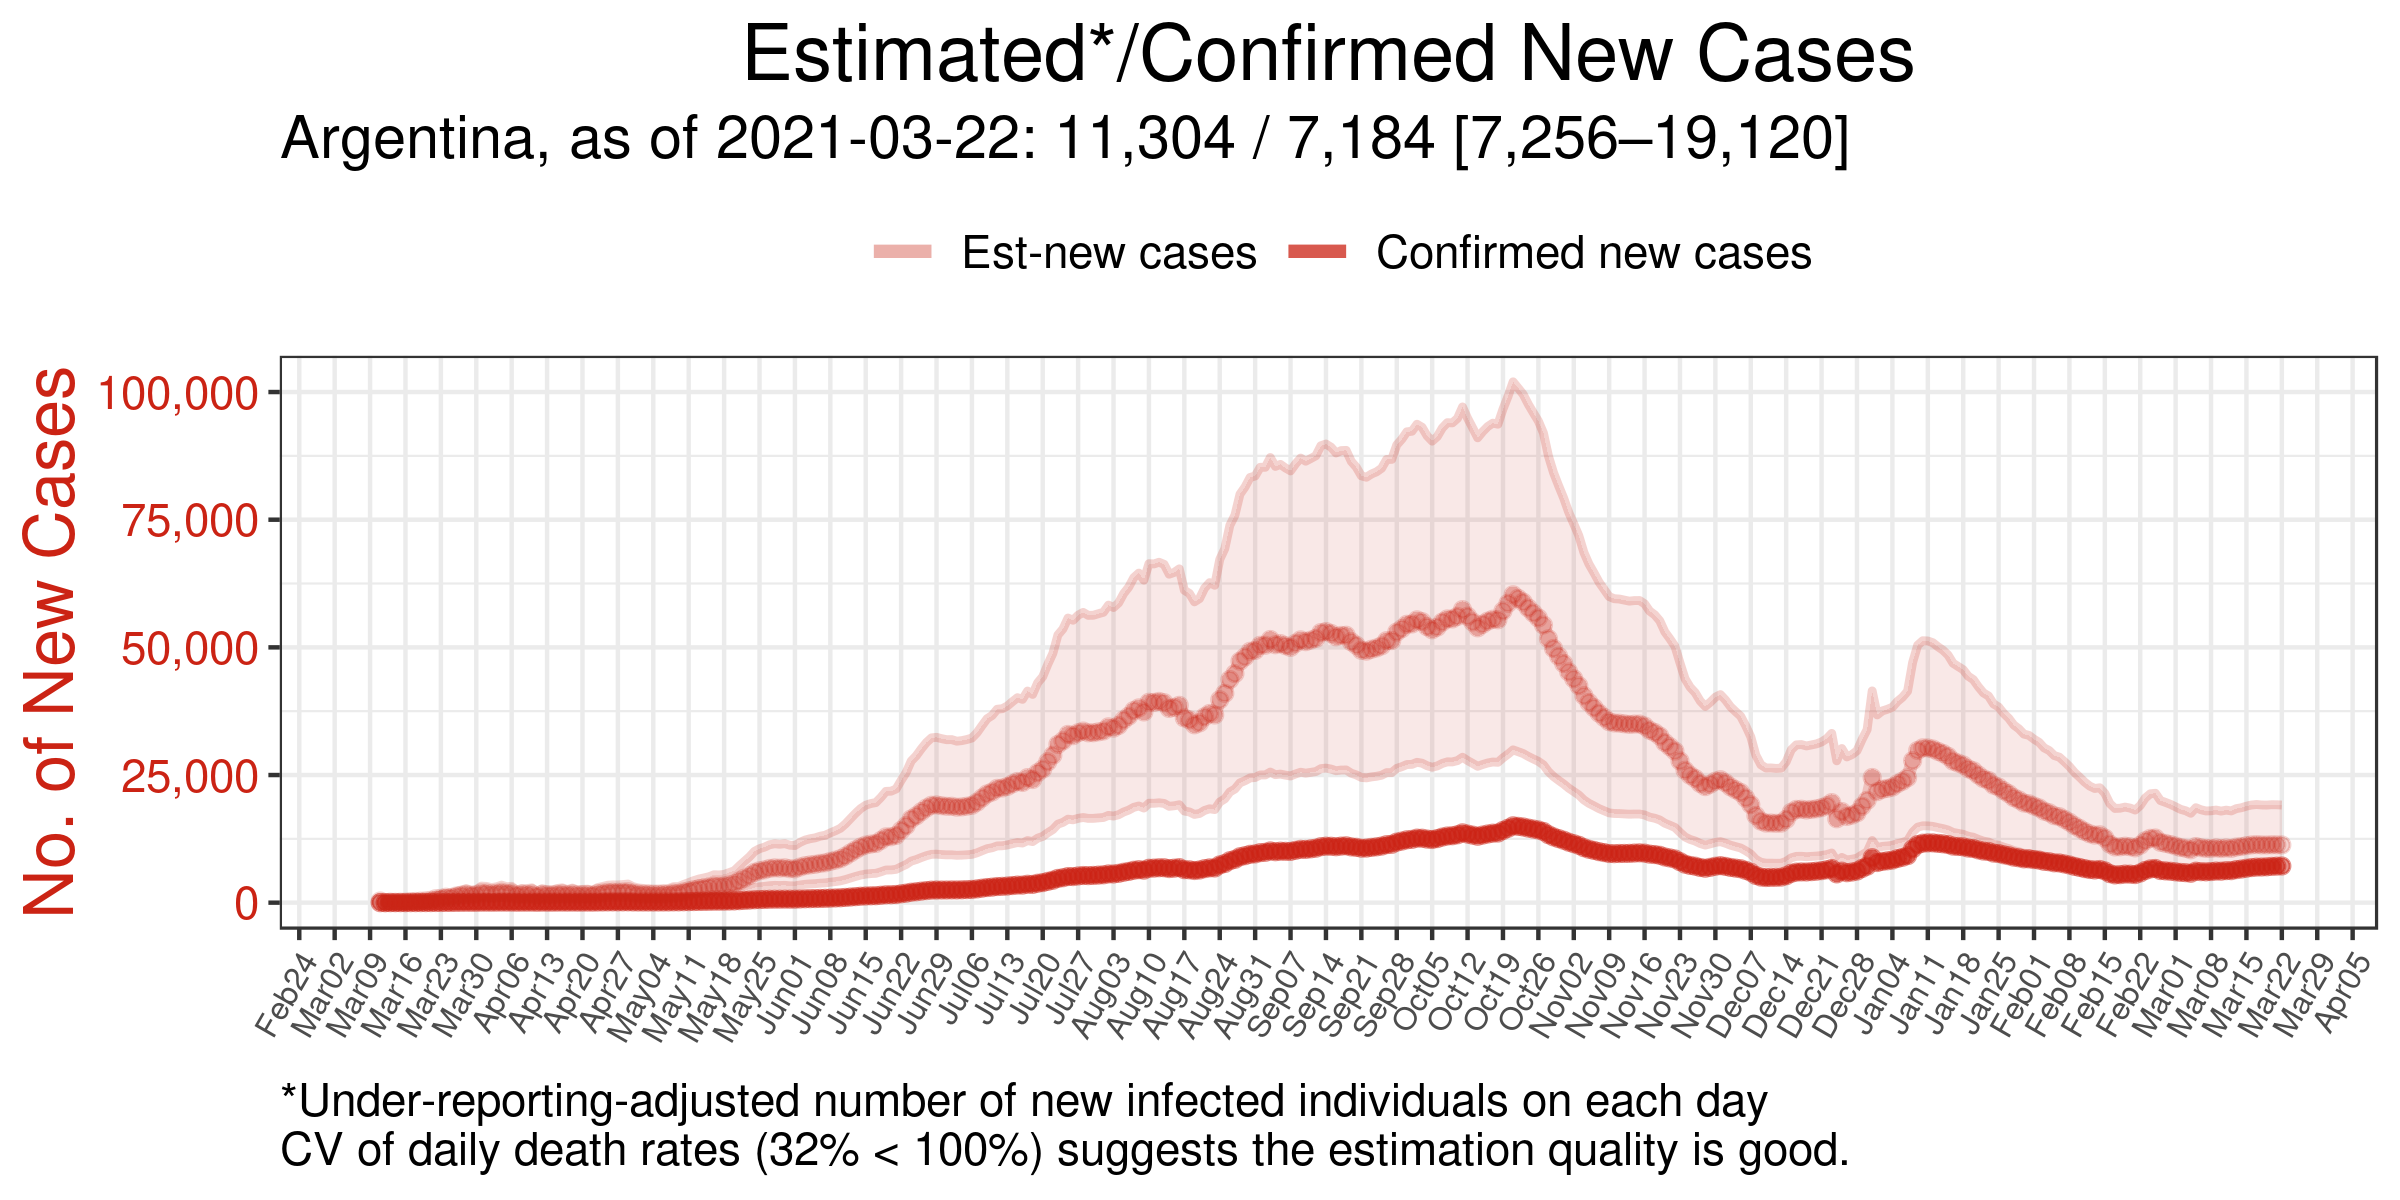 Estimated*/Confirmed New Cases
Argentina, as of 2021-03-22: 11,304 / 7,184 [7,256–19,120]
Est-new cases Confirmed new cases
No. of New Cases
100,000
75,000
50,000
25,000
0
Feb24 Mar02 Mar09 Mar16 Mar23 Mar30 Apr06 Apr13 Apr20 Apr27 May04 May11 May18 May25 Jun01 Jun08 Jun15 Jun22 Jun29 Jul06 Jul13 Jul20 Jul27 Aug03 Aug10 Aug17 Aug24 Aug31 Sep07 Sep14 Sep21 Sep28 Oct05 Oct12 Oct19 Oct26 Nov02 Nov09 Nov16 Nov23 Nov30 Dec07 Dec14 Dec21 Dec28 Jan04 Jan11 Jan18 Jan25 Feb01 Feb08 Feb15 Feb22 Mar01 Mar08 Mar15 Mar22 Mar29 Apr05
*Under-reporting-adjusted number of new infected individuals on each day
CV of daily death rates (32% < 100%) suggests the estimation quality is good.